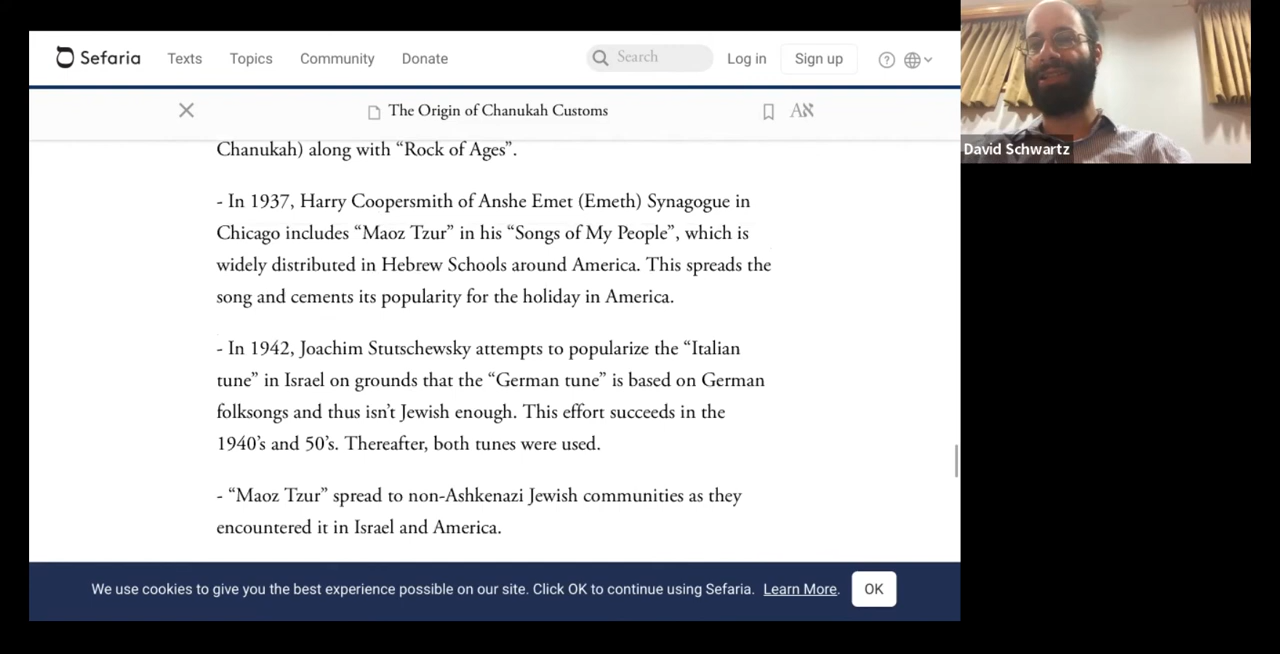 Sefaria Texts Topics Community Donate Search Log in Sign up
The Origin of Chanukah Customs Aא
Chanukah) along with “Rock of Ages”.
- In 1937, Harry Coopersmith of Anshe Emet (Emeth) Synagogue in
Chicago includes “Maoz Tzur” in his “Songs of My People”, which is
widely distributed in Hebrew Schools around America. This spreads the
song and cements its popularity for the holiday in America.
- In 1942, Joachim Stutschewsky attempts to popularize the “Italian
tune” in Israel on grounds that the “German tune” is based on German
folksongs and thus isn’t Jewish enough. This effort succeeds in the
1940’s and 50’s. Thereafter, both tunes were used.
- “Maoz Tzur” spread to non-Ashkenazi Jewish communities as they
encountered it in Israel and America.
We use cookies to give you the best experience possible on our site. Click OK to continue using Sefaria. Learn More. OK
David Schwartz